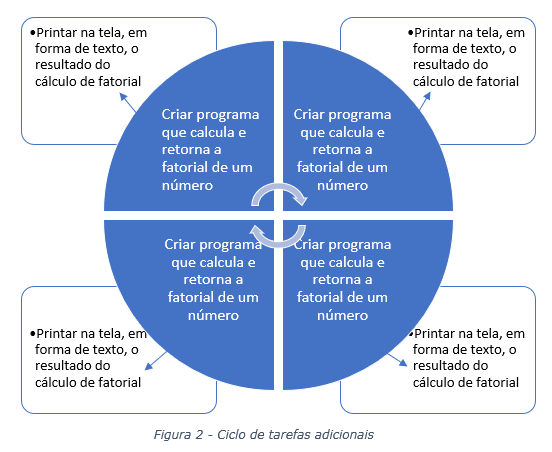 •Printar na tela, em
forma de texto, o
resultado do
cálculo de fatorial
•Printar na tela, em
forma de texto, o
resultado do
cálculo de fatorial
Criar programa
que calcula e
retorna a
fatorial de um
número
Criar programa
que calcula e
retorna a
fatorial de um
número
Criar programa
que calcula e
retorna a
fatorial de um
número
Criar programa
que calcula e
retorna a
fatorial de um
número
•Printar na tela, em
forma de texto, o
resultado do
cálculo de fatorial
•Printar na tela, em
forma de texto, o
resultado do
cálculo de fatorial
Figura 2 - Ciclo de tarefas adicionais